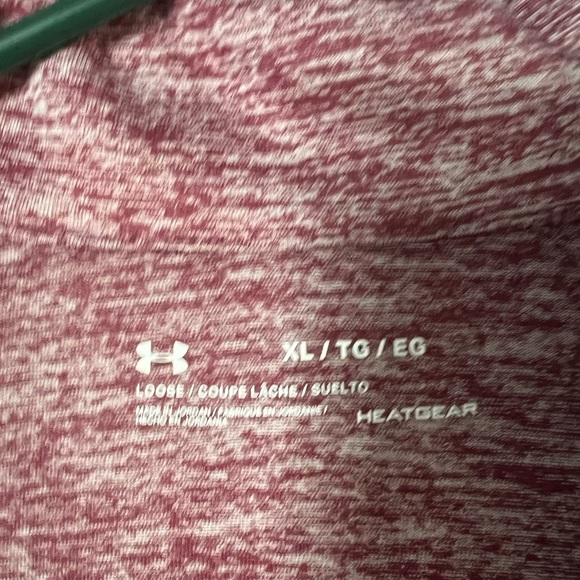 XL / TG / EG
LOOSE / COUPE LÂCHE / SUELTO
MADE IN JORDAN / FABRIQUÉ EN JORDANIE /
HECHO EN JORDANIA
HEATGEAR